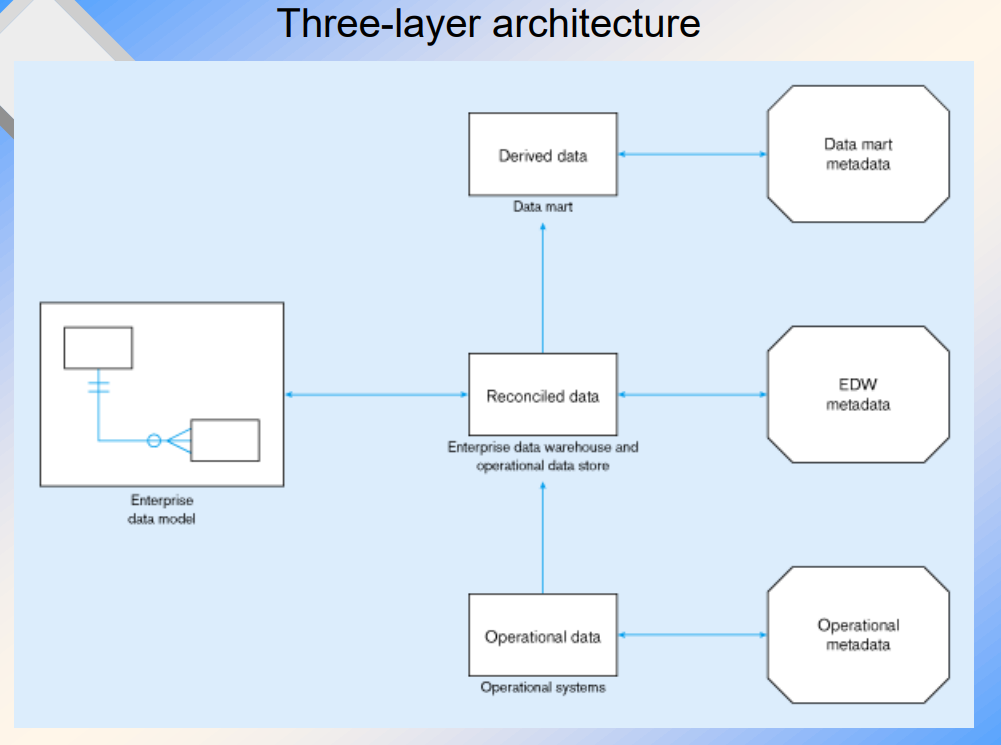 Three-layer architecture
Derived data
Data mart
Data mart
metadata
Reconciled data
Enterprise data warehouse and
operational data store
EDW
metadata
Enterprise
data model
Operational data
Operational systems
Operational
metadata